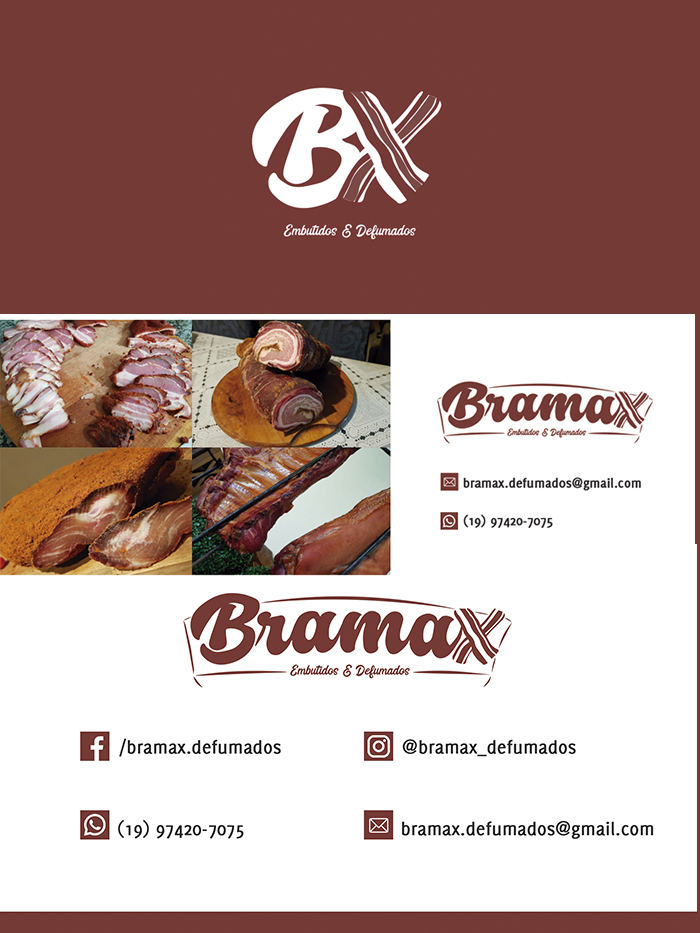 BX
Embutidos & Defumados
Bramax
Embutidos & Defumados
bramax.defumados@gmail.com
(19) 97420-7075
Bramax
Embutidos & Defumados
/bramax.defumados
@bramax_defumados
(19) 97420-7075
bramax.defumados@gmail.com